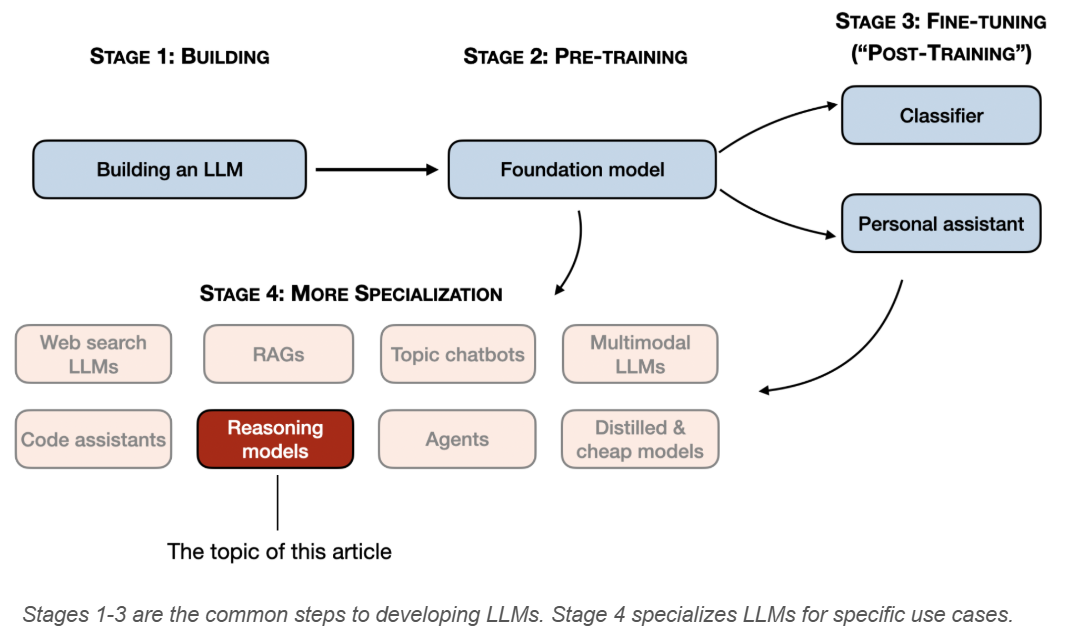 STAGE 1: BUILDING
STAGE 2: PRE-TRAINING
STAGE 3: FINE-TUNING
(“POST-TRAINING”)
Building an LLM
Foundation model
Classifier
Personal assistant
STAGE 4: MORE SPECIALIZATION
Web search
LLMs
RAGs
Topic chatbots
Multimodal
LLMs
Code assistants
Reasoning
models
Agents
Distilled &
cheap models
The topic of this article
Stages 1-3 are the common steps to developing LLMs. Stage 4 specializes LLMs for specific use cases.